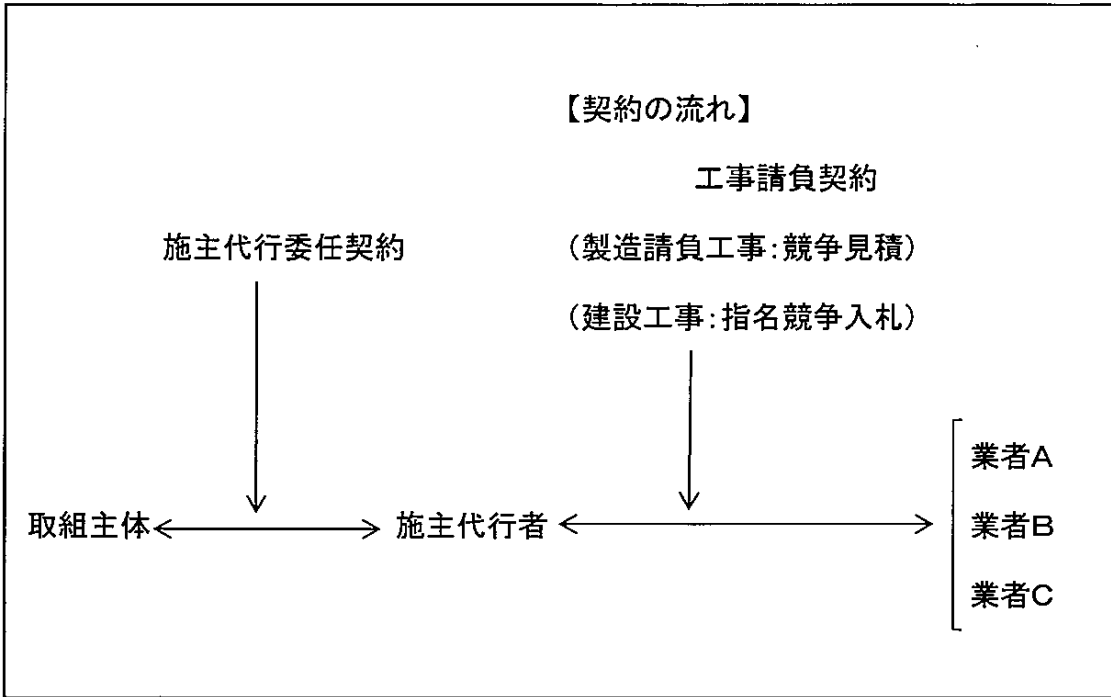 【契約の流れ】
工事請負契約
施主代行委任契約
(製造請負工事:競争見積)
(建設工事:指名競争入札)
取組主体
施主代行者
業者A
業者B
業者C